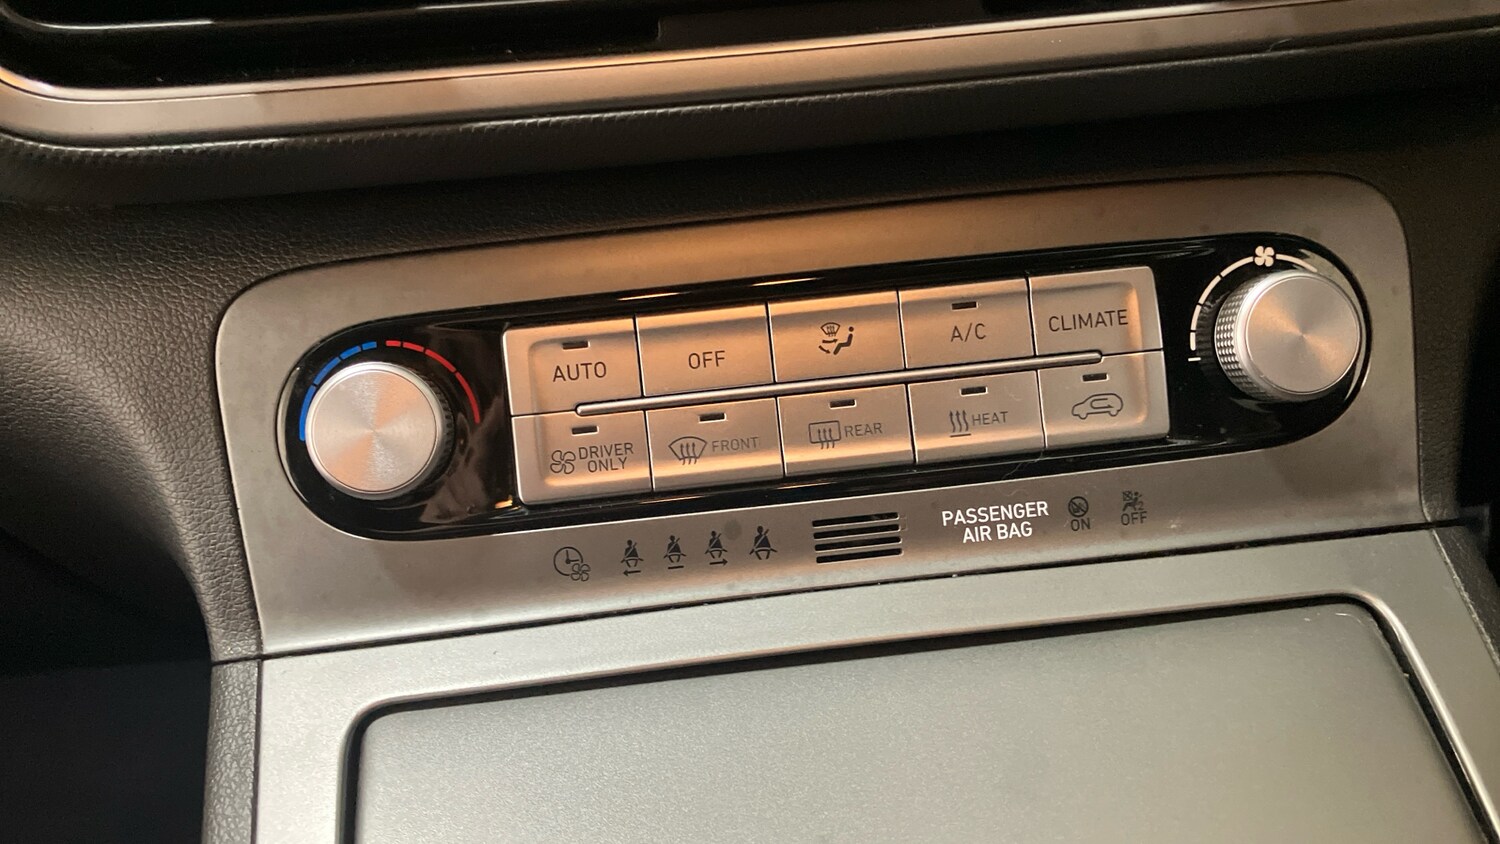 AUTO
OFF
A/C
CLIMATE
DRIVER
ONLY
FRONT
REAR
HEAT
PASSENGER
AIR BAG
ON
OFF